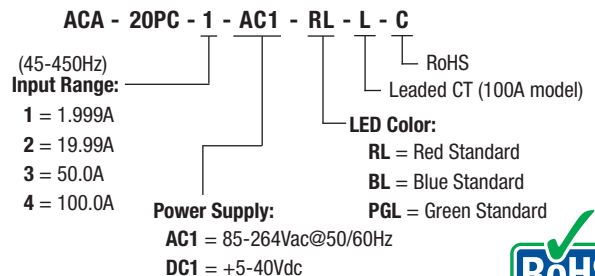 ACA - 20PC - 1 - AC1 - RL - L - C
RoHS
Leaded CT (100A model)
(45-450Hz)
Input Range:
1 = 1.999A
2 = 19.99A
3 = 50.0A
4 = 100.0A
LED Color:
RL = Red Standard
BL = Blue Standard
PGL = Green Standard
Power Supply:
AC1 = 85-264Vac@50/60Hz
DC1 = +5-40Vdc
RoHS